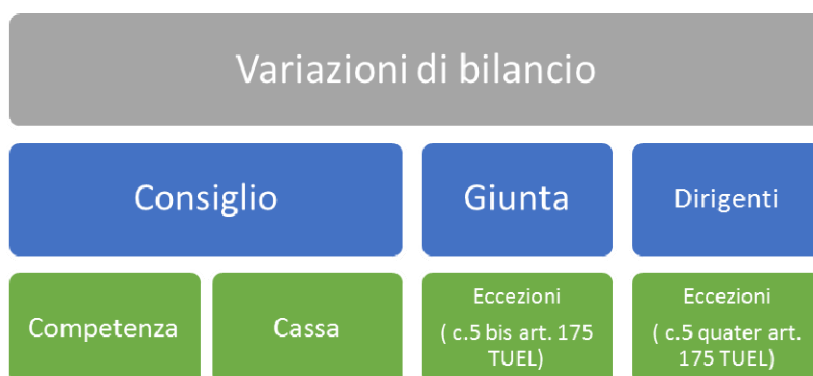 Variazioni di bilancio
Consiglio
Giunta
Dirigenti
Competenza
Cassa
Eccezioni
( c.5 bis art. 175
TUEL)
Eccezioni
( c.5 quater art.
175 TUEL)